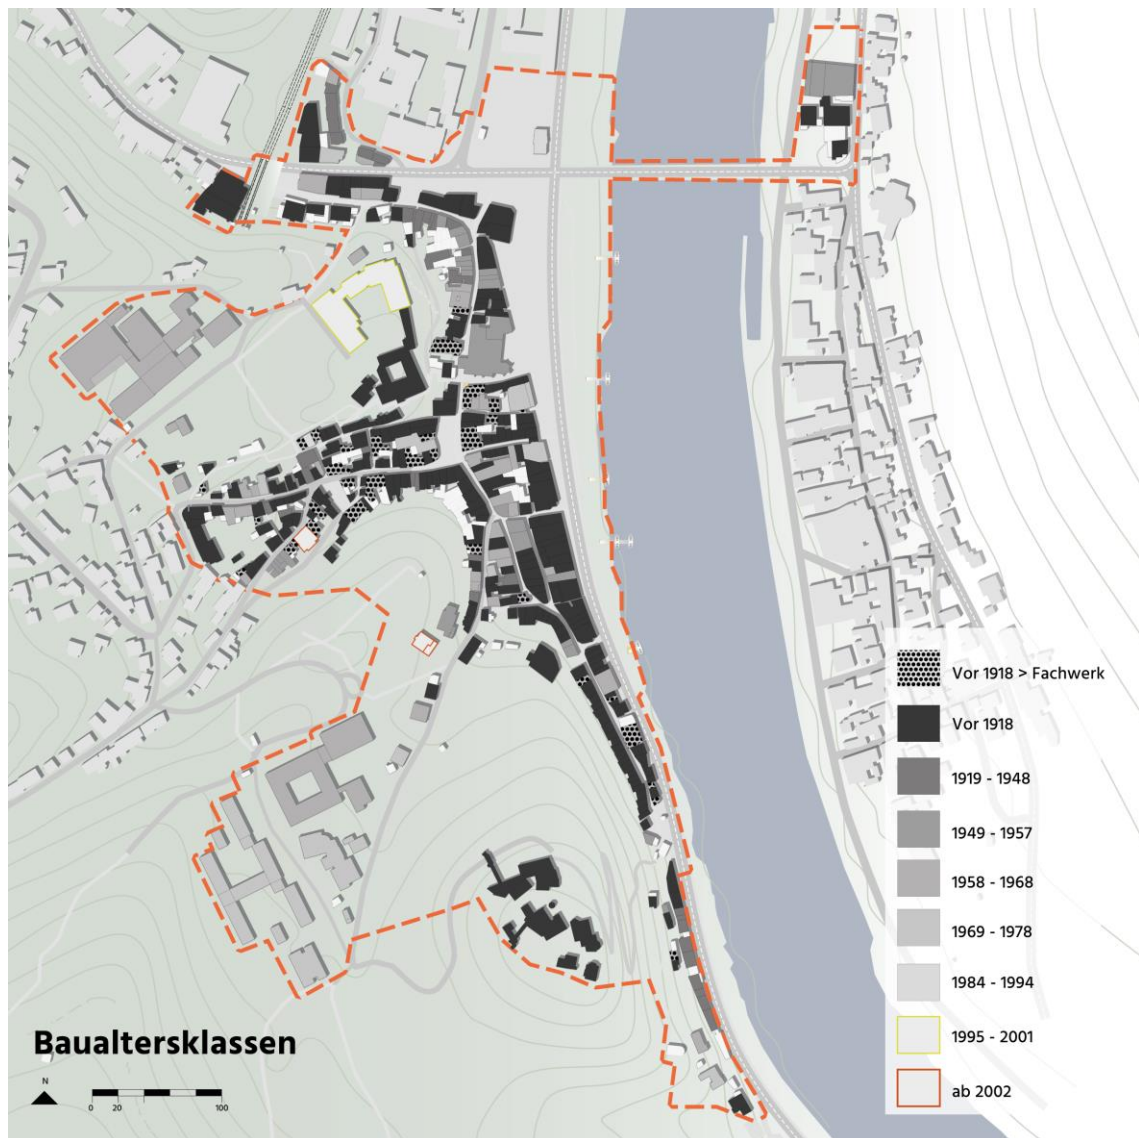 Vor 1918 > Fachwerk
Vor 1918
1919 - 1948
1949 - 1957
1958 - 1968
1969 - 1978
1984 - 1994
1995 - 2001
ab 2002
Baualtersklassen
N
0 20 100